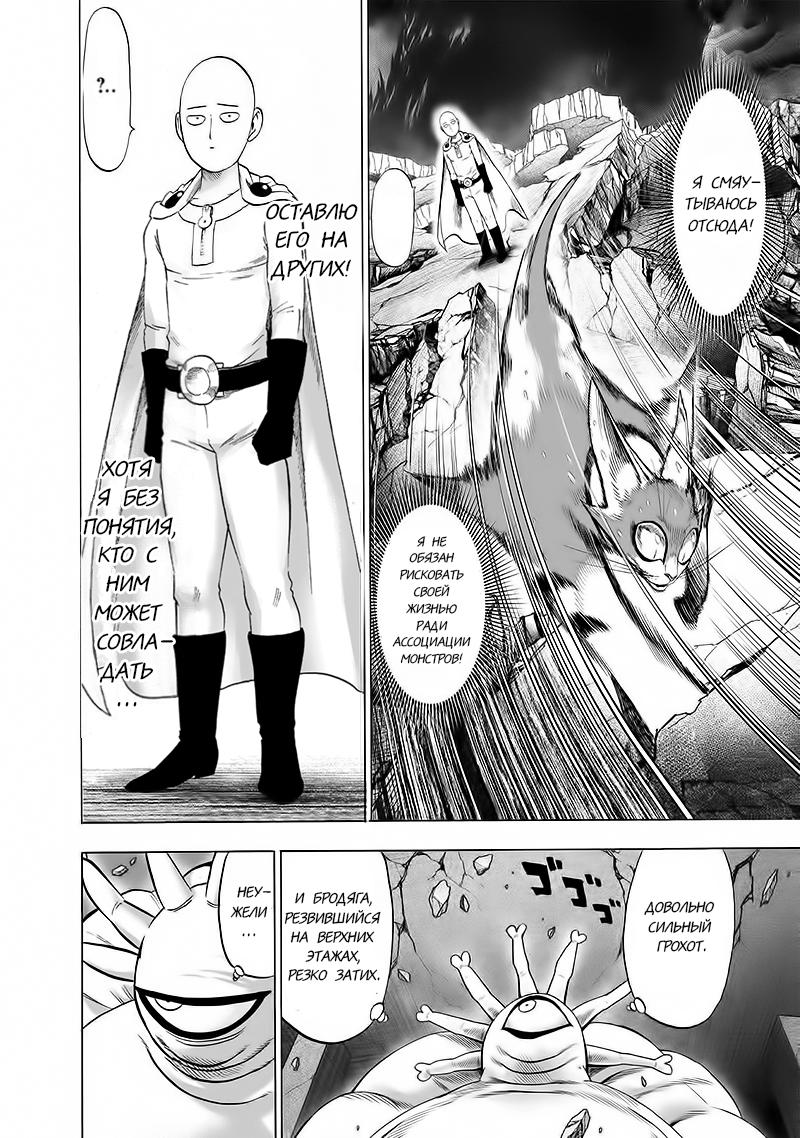 Я СМЯУ-
ТЫВАЮСЬ
ОТСЮДА!
Я НЕ
ОБЯЗАН
РИСКОВАТЬ
СВОЕЙ
ЖИЗНЬЮ
РАДИ
АССОЦИАЦИИ
МОНСТРОВ!
ОСТАВЛЮ
ЕГО НА
ДРУГИХ!
ХОТЯ
Я БЕЗ
ПОНЯТИЯ,
КТО С
НИМ
МОЖЕТ
СОВЛА-
ДАТЬ
...
?..
ДОВОЛЬНО
СИЛЬНЫЙ
ГРОХОТ.
ゴゴゴ
И БРОДЯГА,
РЕЗВИВШИЙСЯ
НА ВЕРХНИХ
ЭТАЖАХ,
РЕЗКО ЗАТИХ.
НЕУ-
ЖЕЛИ
...